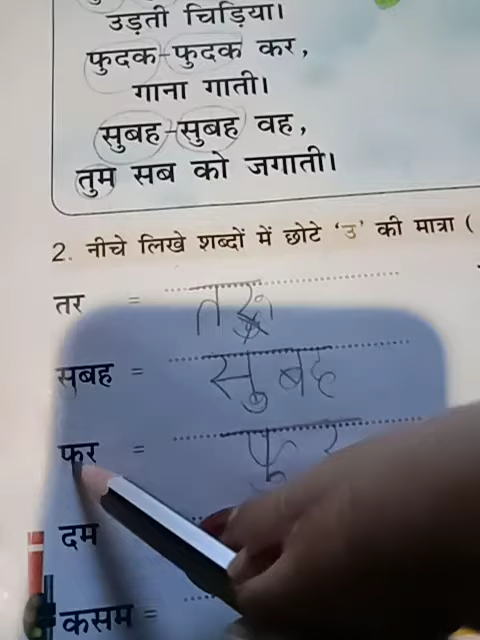 उड़ती चिड़िया।
फुदक-फुदक कर,
गाना गाती।
सुबह-सुबह वह,
तुम सब को जगाती।
2. नीचे लिखे शब्दों में छोटे ‘उ’ की मात्रा (
तर =
सबह = सुबह
फर = फुर
दम
कसम =